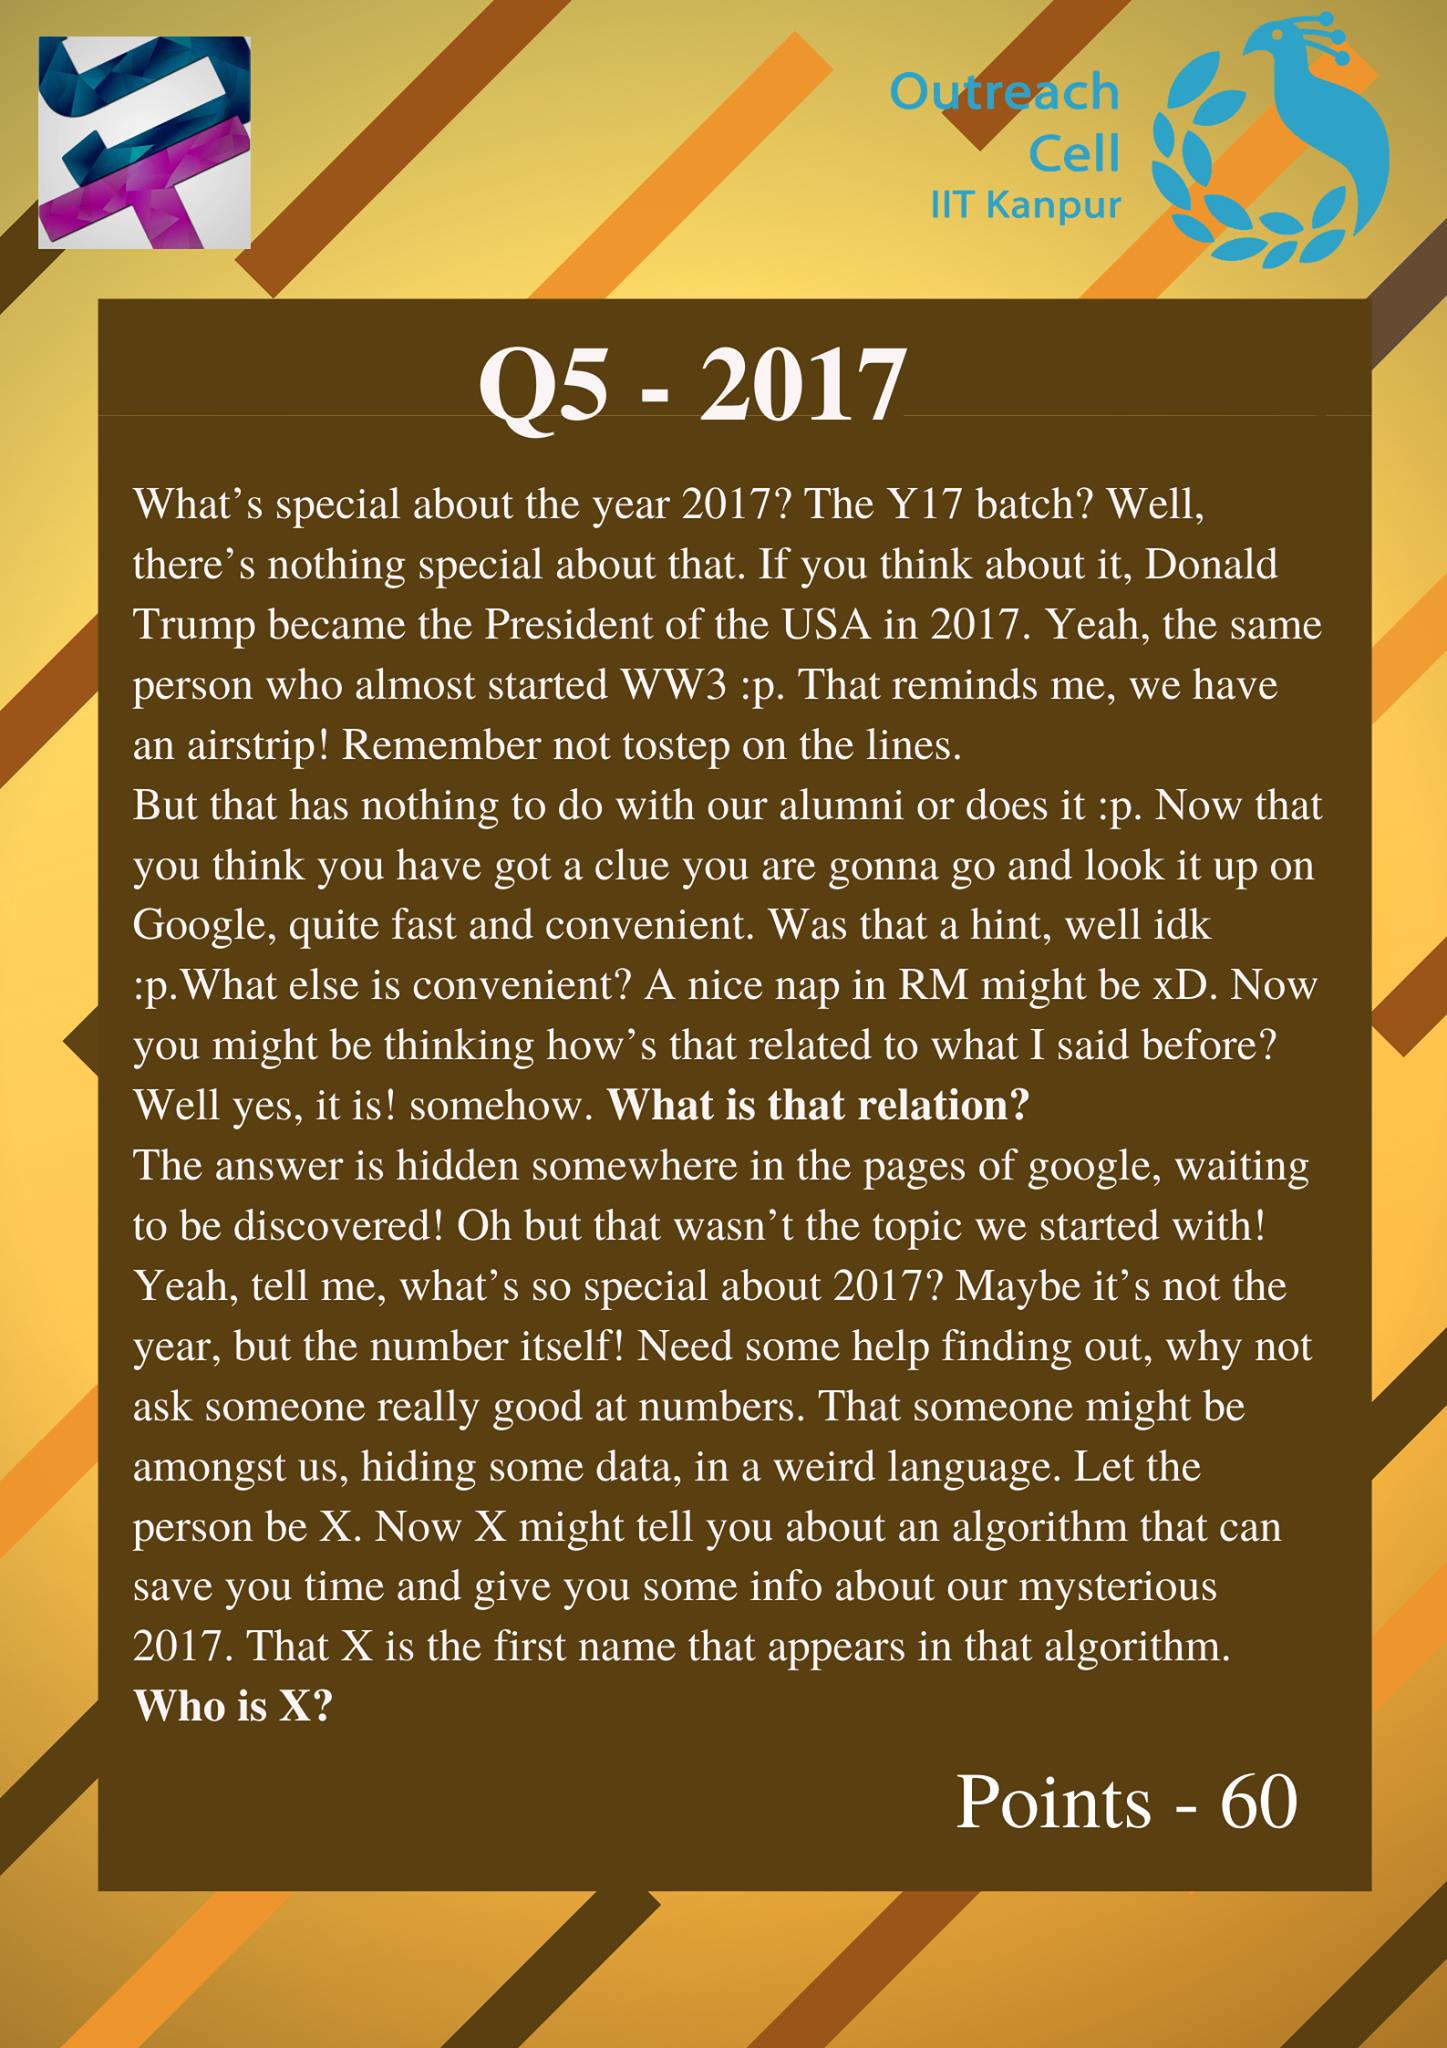 Outreach
Cell
IIT Kanpur
Q5 - 2017
What’s special about the year 2017? The Y17 batch? Well,
there’s nothing special about that. If you think about it, Donald
Trump became the President of the USA in 2017. Yeah, the same
person who almost started WW3 :p. That reminds me, we have
an airstrip! Remember not tostep on the lines.
But that has nothing to do with our alumni or does it :p. Now that
you think you have got a clue you are gonna go and look it up on
Google, quite fast and convenient. Was that a hint, well idk
:p.What else is convenient? A nice nap in RM might be xD. Now
you might be thinking how’s that related to what I said before?
Well yes, it is! somehow. What is that relation?
The answer is hidden somewhere in the pages of google, waiting
to be discovered! Oh but that wasn’t the topic we started with!
Yeah, tell me, what’s so special about 2017? Maybe it’s not the
year, but the number itself! Need some help finding out, why not
ask someone really good at numbers. That someone might be
amongst us, hiding some data, in a weird language. Let the
person be X. Now X might tell you about an algorithm that can
save you time and give you some info about our mysterious
2017. That X is the first name that appears in that algorithm.
Who is X?
Points - 60